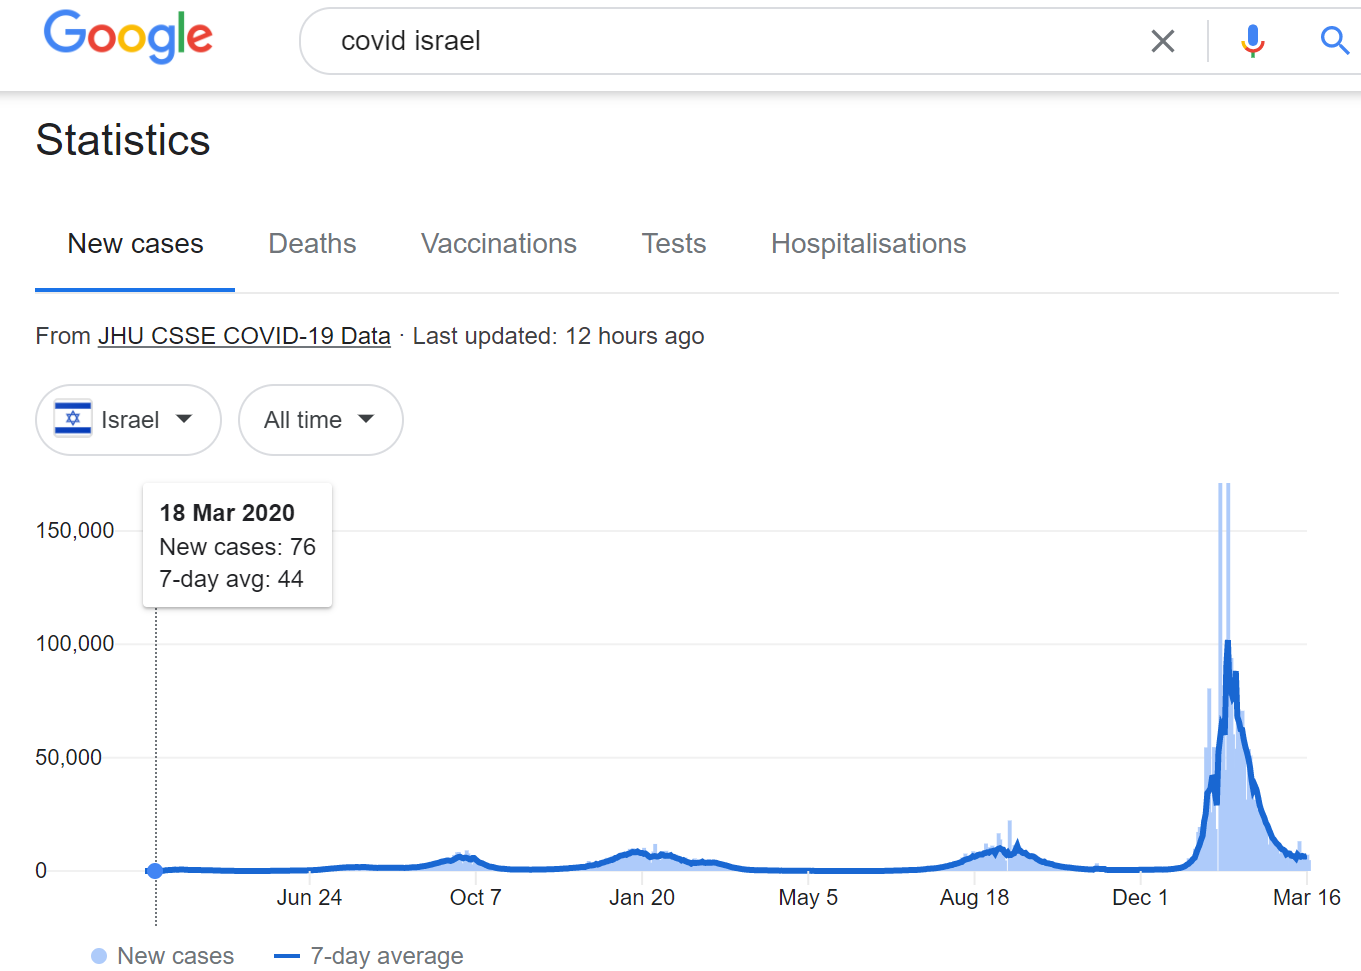 Google
covid israel
Statistics
New cases Deaths Vaccinations Tests Hospitalisations
From JHU CSSE COVID-19 Data · Last updated: 12 hours ago
Israel All time
18 Mar 2020
New cases: 76
7-day avg: 44
150,000
100,000
50,000
0
Jun 24 Oct 7 Jan 20 May 5 Aug 18 Dec 1 Mar 16
New cases 7-day average